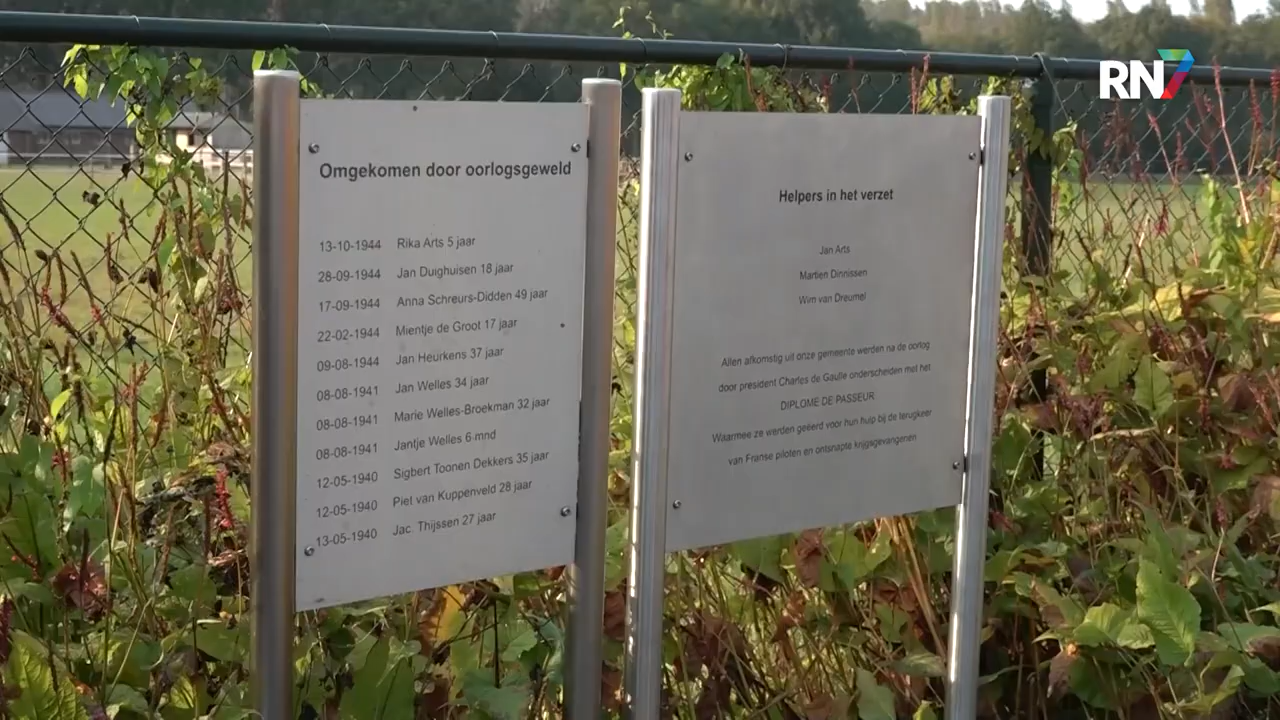 RN7
Omgekomen door oorlogsgeweld
13-10-1944 Rika Arts 5 jaar
28-09-1944 Jan Duighuisen 18 jaar
17-09-1944 Anna Schreurs-Didden 49 jaar
22-02-1944 Mientje de Groot 17 jaar
09-08-1944 Jan Heurkens 37 jaar
08-08-1941 Jan Welles 34 jaar
08-08-1941 Marie Welles-Broekman 32 jaar
08-08-1941 Jantje Welles 6 mnd
12-05-1940 Sigbert Toonen Dekkers 35 jaar
12-05-1940 Piet van Kuppenveld 28 jaar
13-05-1940 Jac. Thijssen 27 jaar
Helpers in het verzet
Jan Arts
Martien Dinnissen
Wim van Dreumel
Allen afkomstig uit onze gemeente werden na de oorlog
door president Charles de Gaulle onderscheiden met het
DIPLOME DE PASSEUR
Waarmee ze werden geëerd voor hun hulp bij de terugkeer
van Franse piloten en ontsnapte krijgsgevangenen